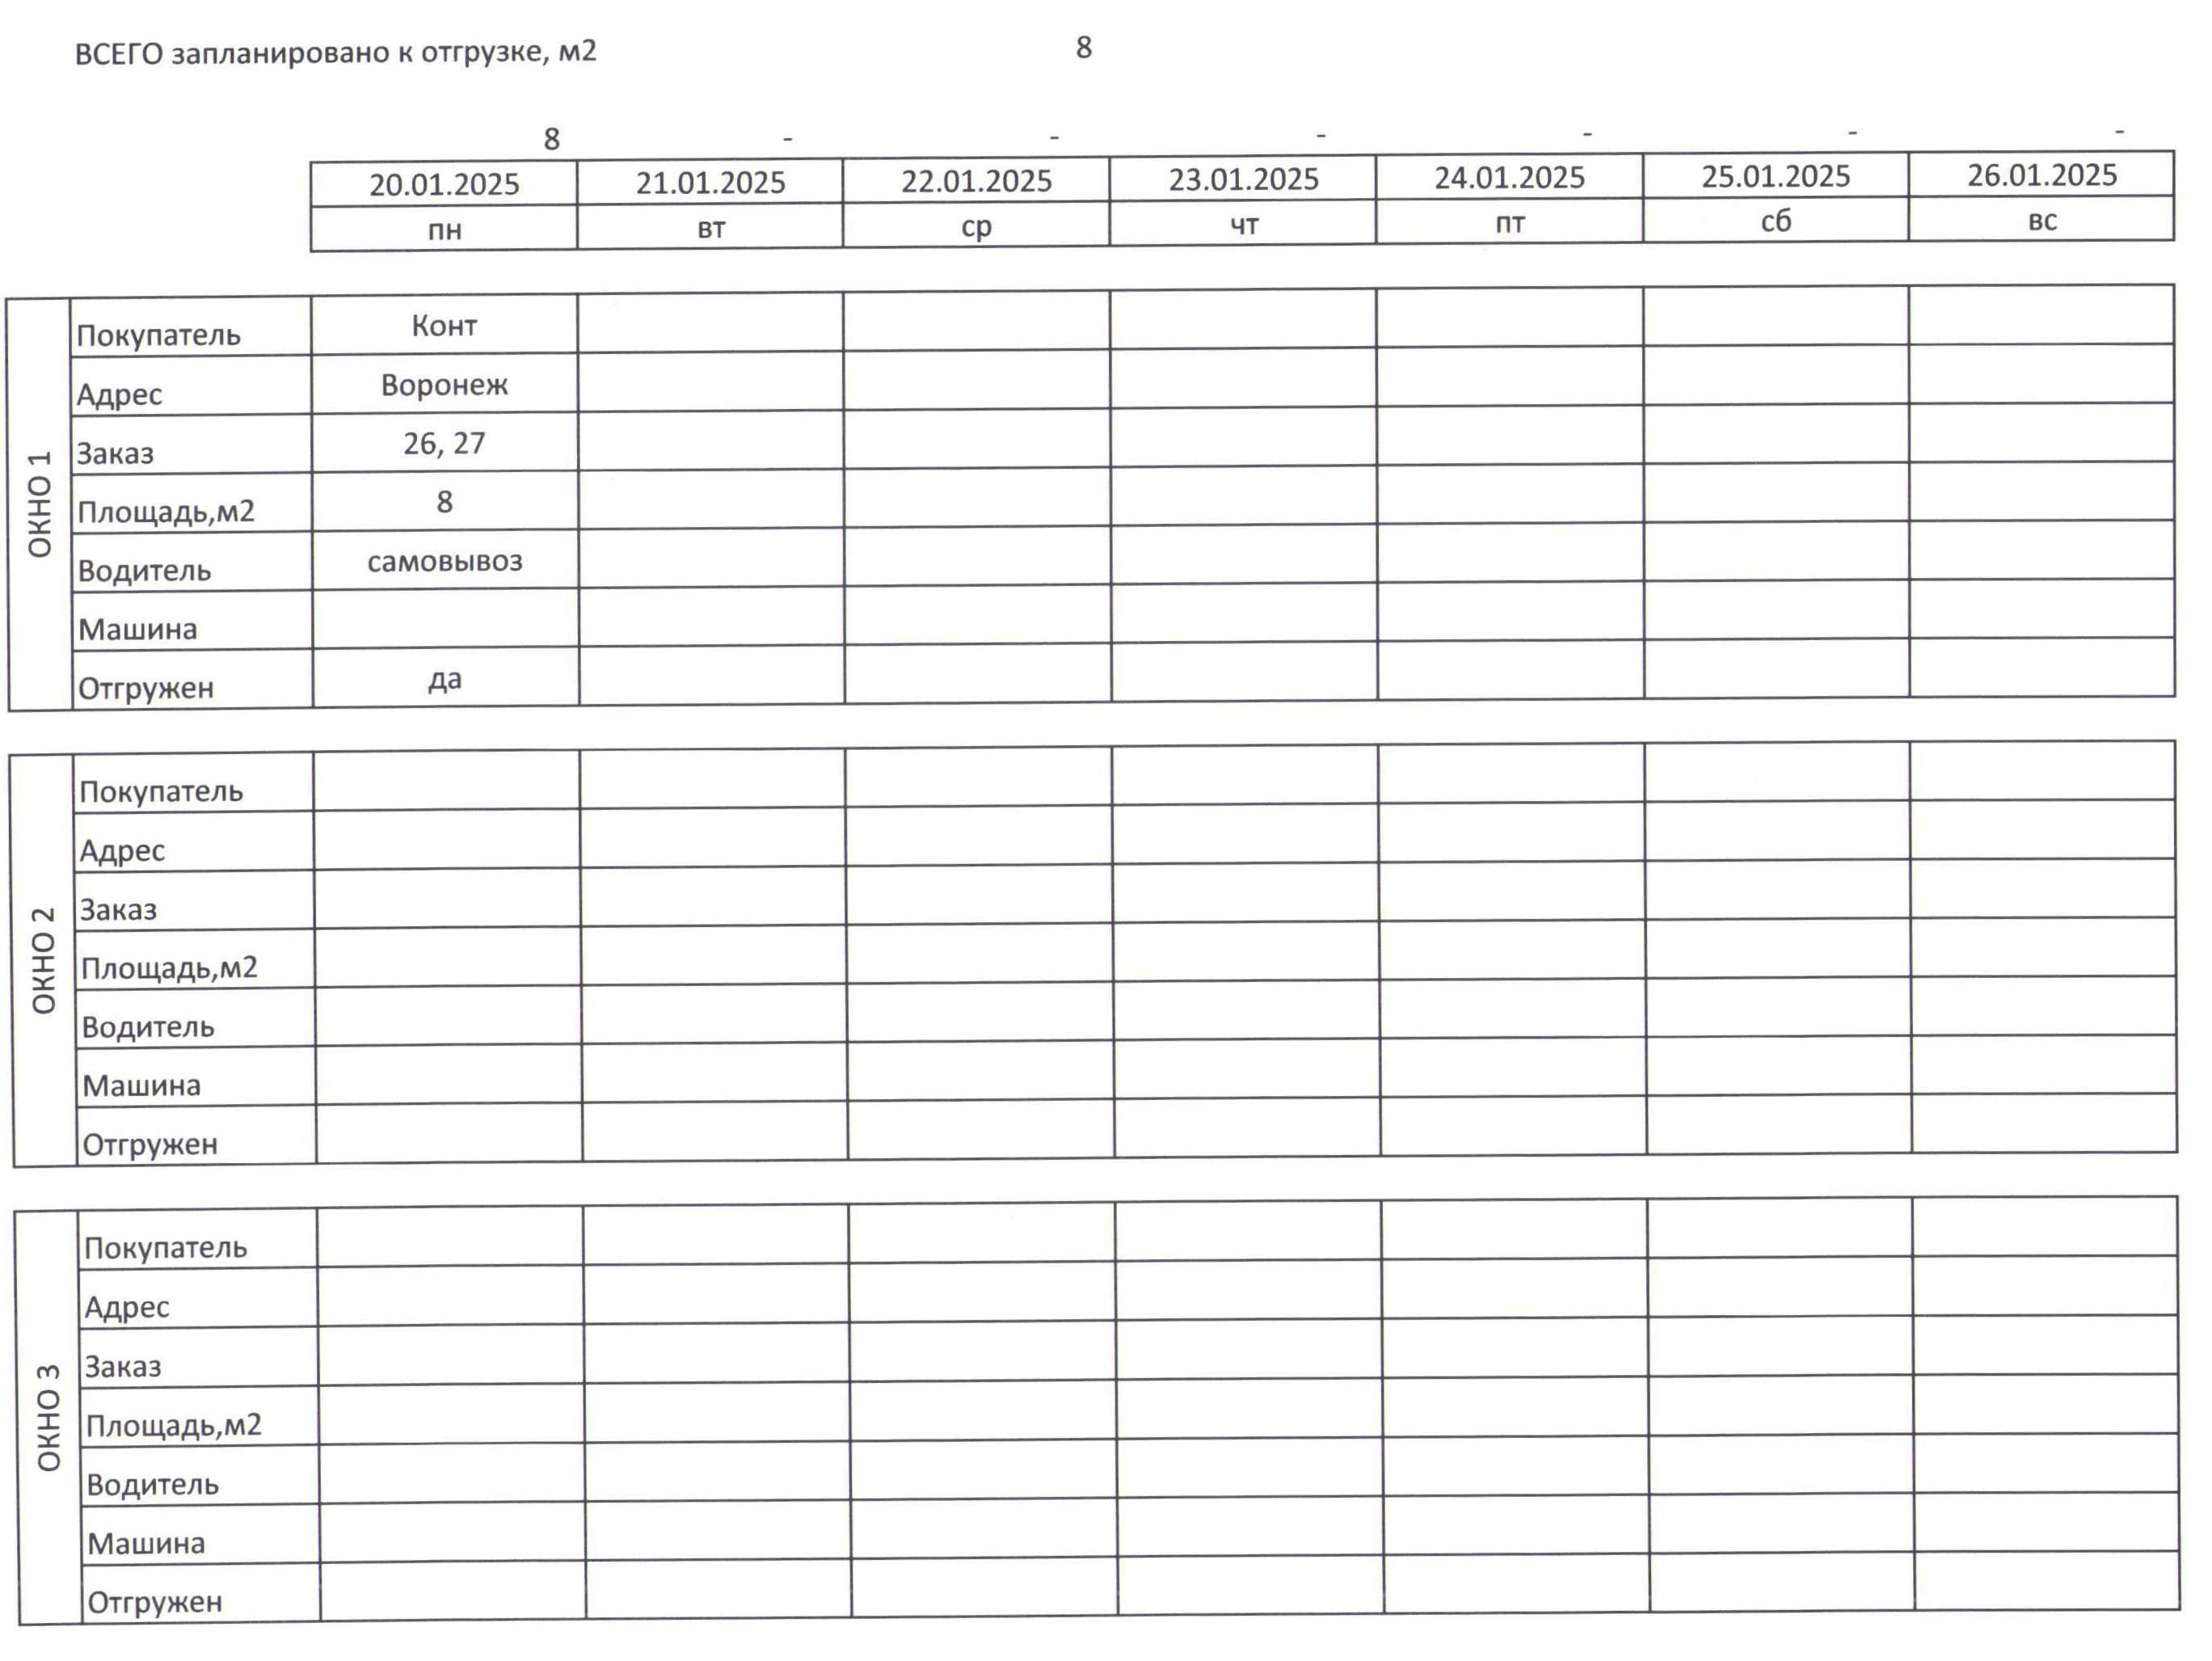 ВСЕГО запланировано к отгрузке, м2 8
8 - - - - - -
20.01.2025 21.01.2025 22.01.2025 23.01.2025 24.01.2025 25.01.2025 26.01.2025
пн вт ср чт пт сб вс
ОКНО 1
Покупатель Конт
Адрес Воронеж
Заказ 26, 27
Площадь,м2 8
Водитель самовывоз
Машина
Отгружен да
ОКНО 2
Покупатель
Адрес
Заказ
Площадь,м2
Водитель
Машина
Отгружен
ОКНО 3
Покупатель
Адрес
Заказ
Площадь,м2
Водитель
Машина
Отгружен